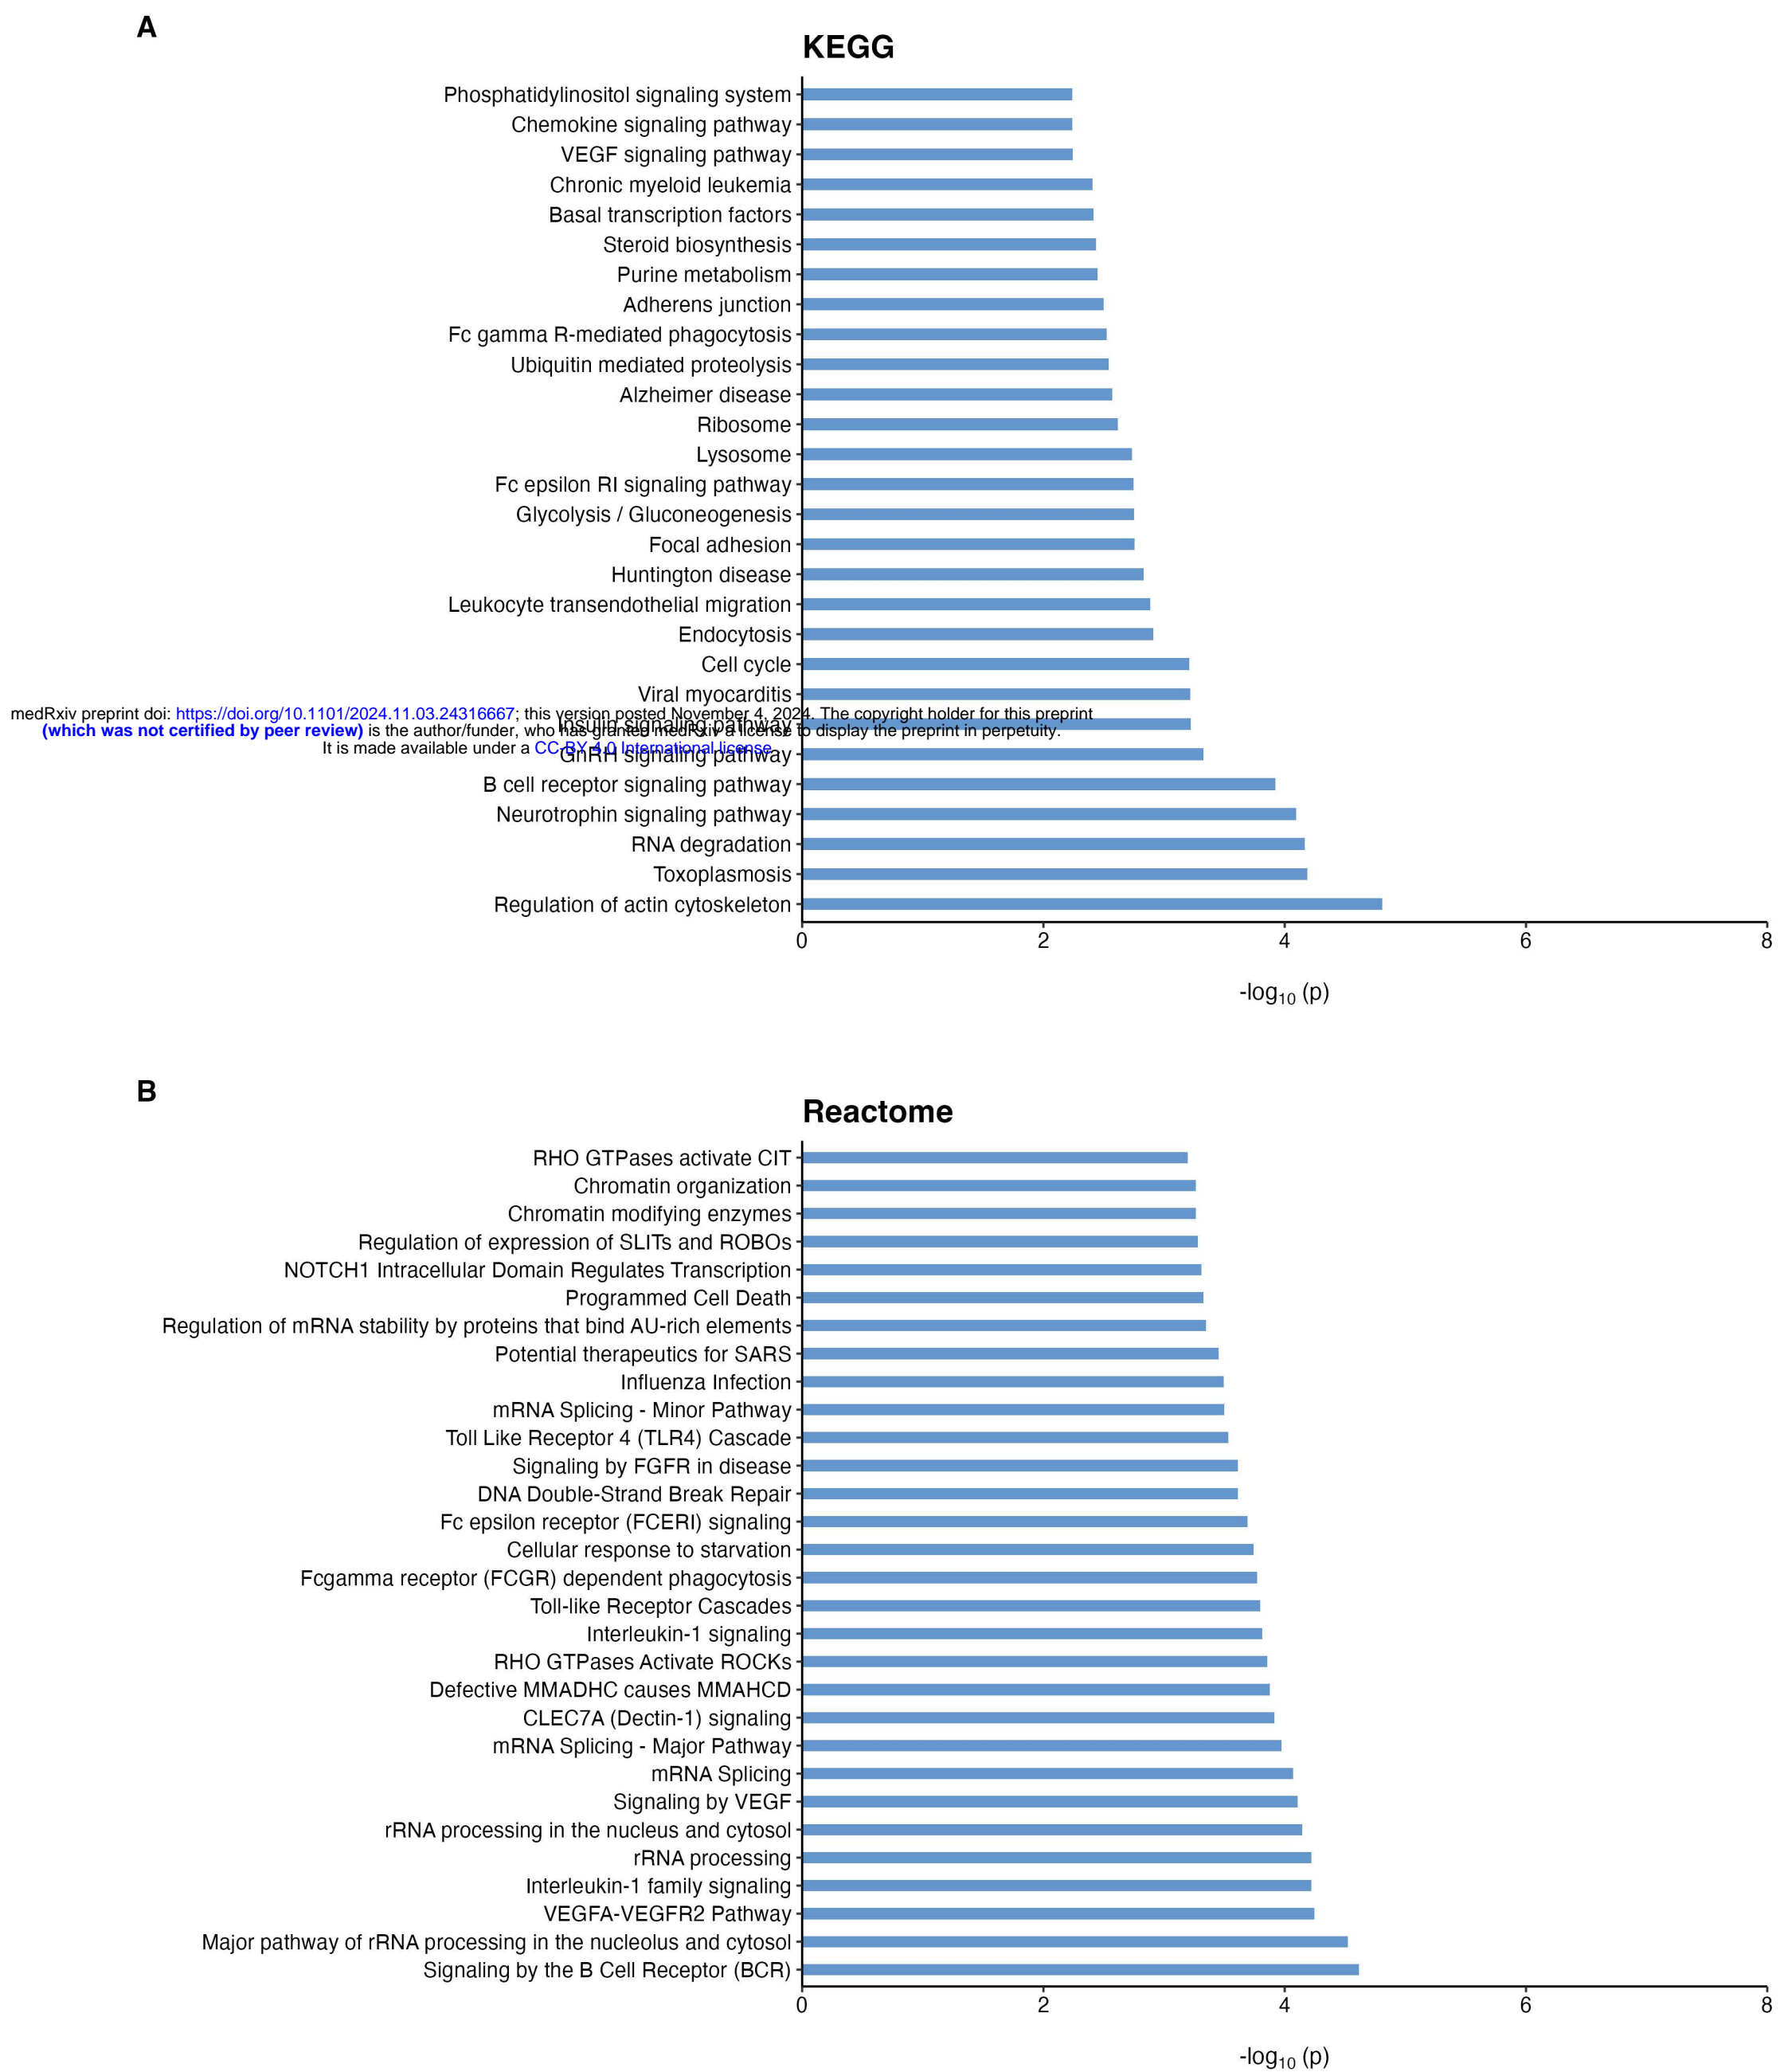 A
KEGG
Phosphatidylinositol signaling system
Chemokine signaling pathway
VEGF signaling pathway
Chronic myeloid leukemia
Basal transcription factors
Steroid biosynthesis
Purine metabolism
Adherens junction
Fc gamma R-mediated phagocytosis
Ubiquitin mediated proteolysis
Alzheimer disease
Ribosome
Lysosome
Fc epsilon RI signaling pathway
Glycolysis / Gluconeogenesis
Focal adhesion
Huntington disease
Leukocyte transendothelial migration
Endocytosis
Cell cycle
Viral myocarditis
medRxiv preprint doi: https://doi.org/10.1101/2024.11.03.24316667; this version posted November 4, 2024. The copyright holder for this preprint
Insulin signaling pathway
(which was not certified by peer review) is the author/funder, who has granted medRxiv a license to display the preprint in perpetuity.
It is made available under a CC-BY 4.0 International license .
GnRH signaling pathway
B cell receptor signaling pathway
Neurotrophin signaling pathway
RNA degradation
Toxoplasmosis
Regulation of actin cytoskeleton
0 2 4 6 8
-log10 (p)
B
Reactome
RHO GTPases activate CIT
Chromatin organization
Chromatin modifying enzymes
Regulation of expression of SLITs and ROBOs
NOTCH1 Intracellular Domain Regulates Transcription
Programmed Cell Death
Regulation of mRNA stability by proteins that bind AU-rich elements
Potential therapeutics for SARS
Influenza Infection
mRNA Splicing - Minor Pathway
Toll Like Receptor 4 (TLR4) Cascade
Signaling by FGFR in disease
DNA Double-Strand Break Repair
Fc epsilon receptor (FCERI) signaling
Cellular response to starvation
Fcgamma receptor (FCGR) dependent phagocytosis
Toll-like Receptor Cascades
Interleukin-1 signaling
RHO GTPases Activate ROCKs
Defective MMADHC causes MMAHCD
CLEC7A (Dectin-1) signaling
mRNA Splicing - Major Pathway
mRNA Splicing
Signaling by VEGF
rRNA processing in the nucleus and cytosol
rRNA processing
Interleukin-1 family signaling
VEGFA-VEGFR2 Pathway
Major pathway of rRNA processing in the nucleolus and cytosol
Signaling by the B Cell Receptor (BCR)
0 2 4 6 8
-log10 (p)